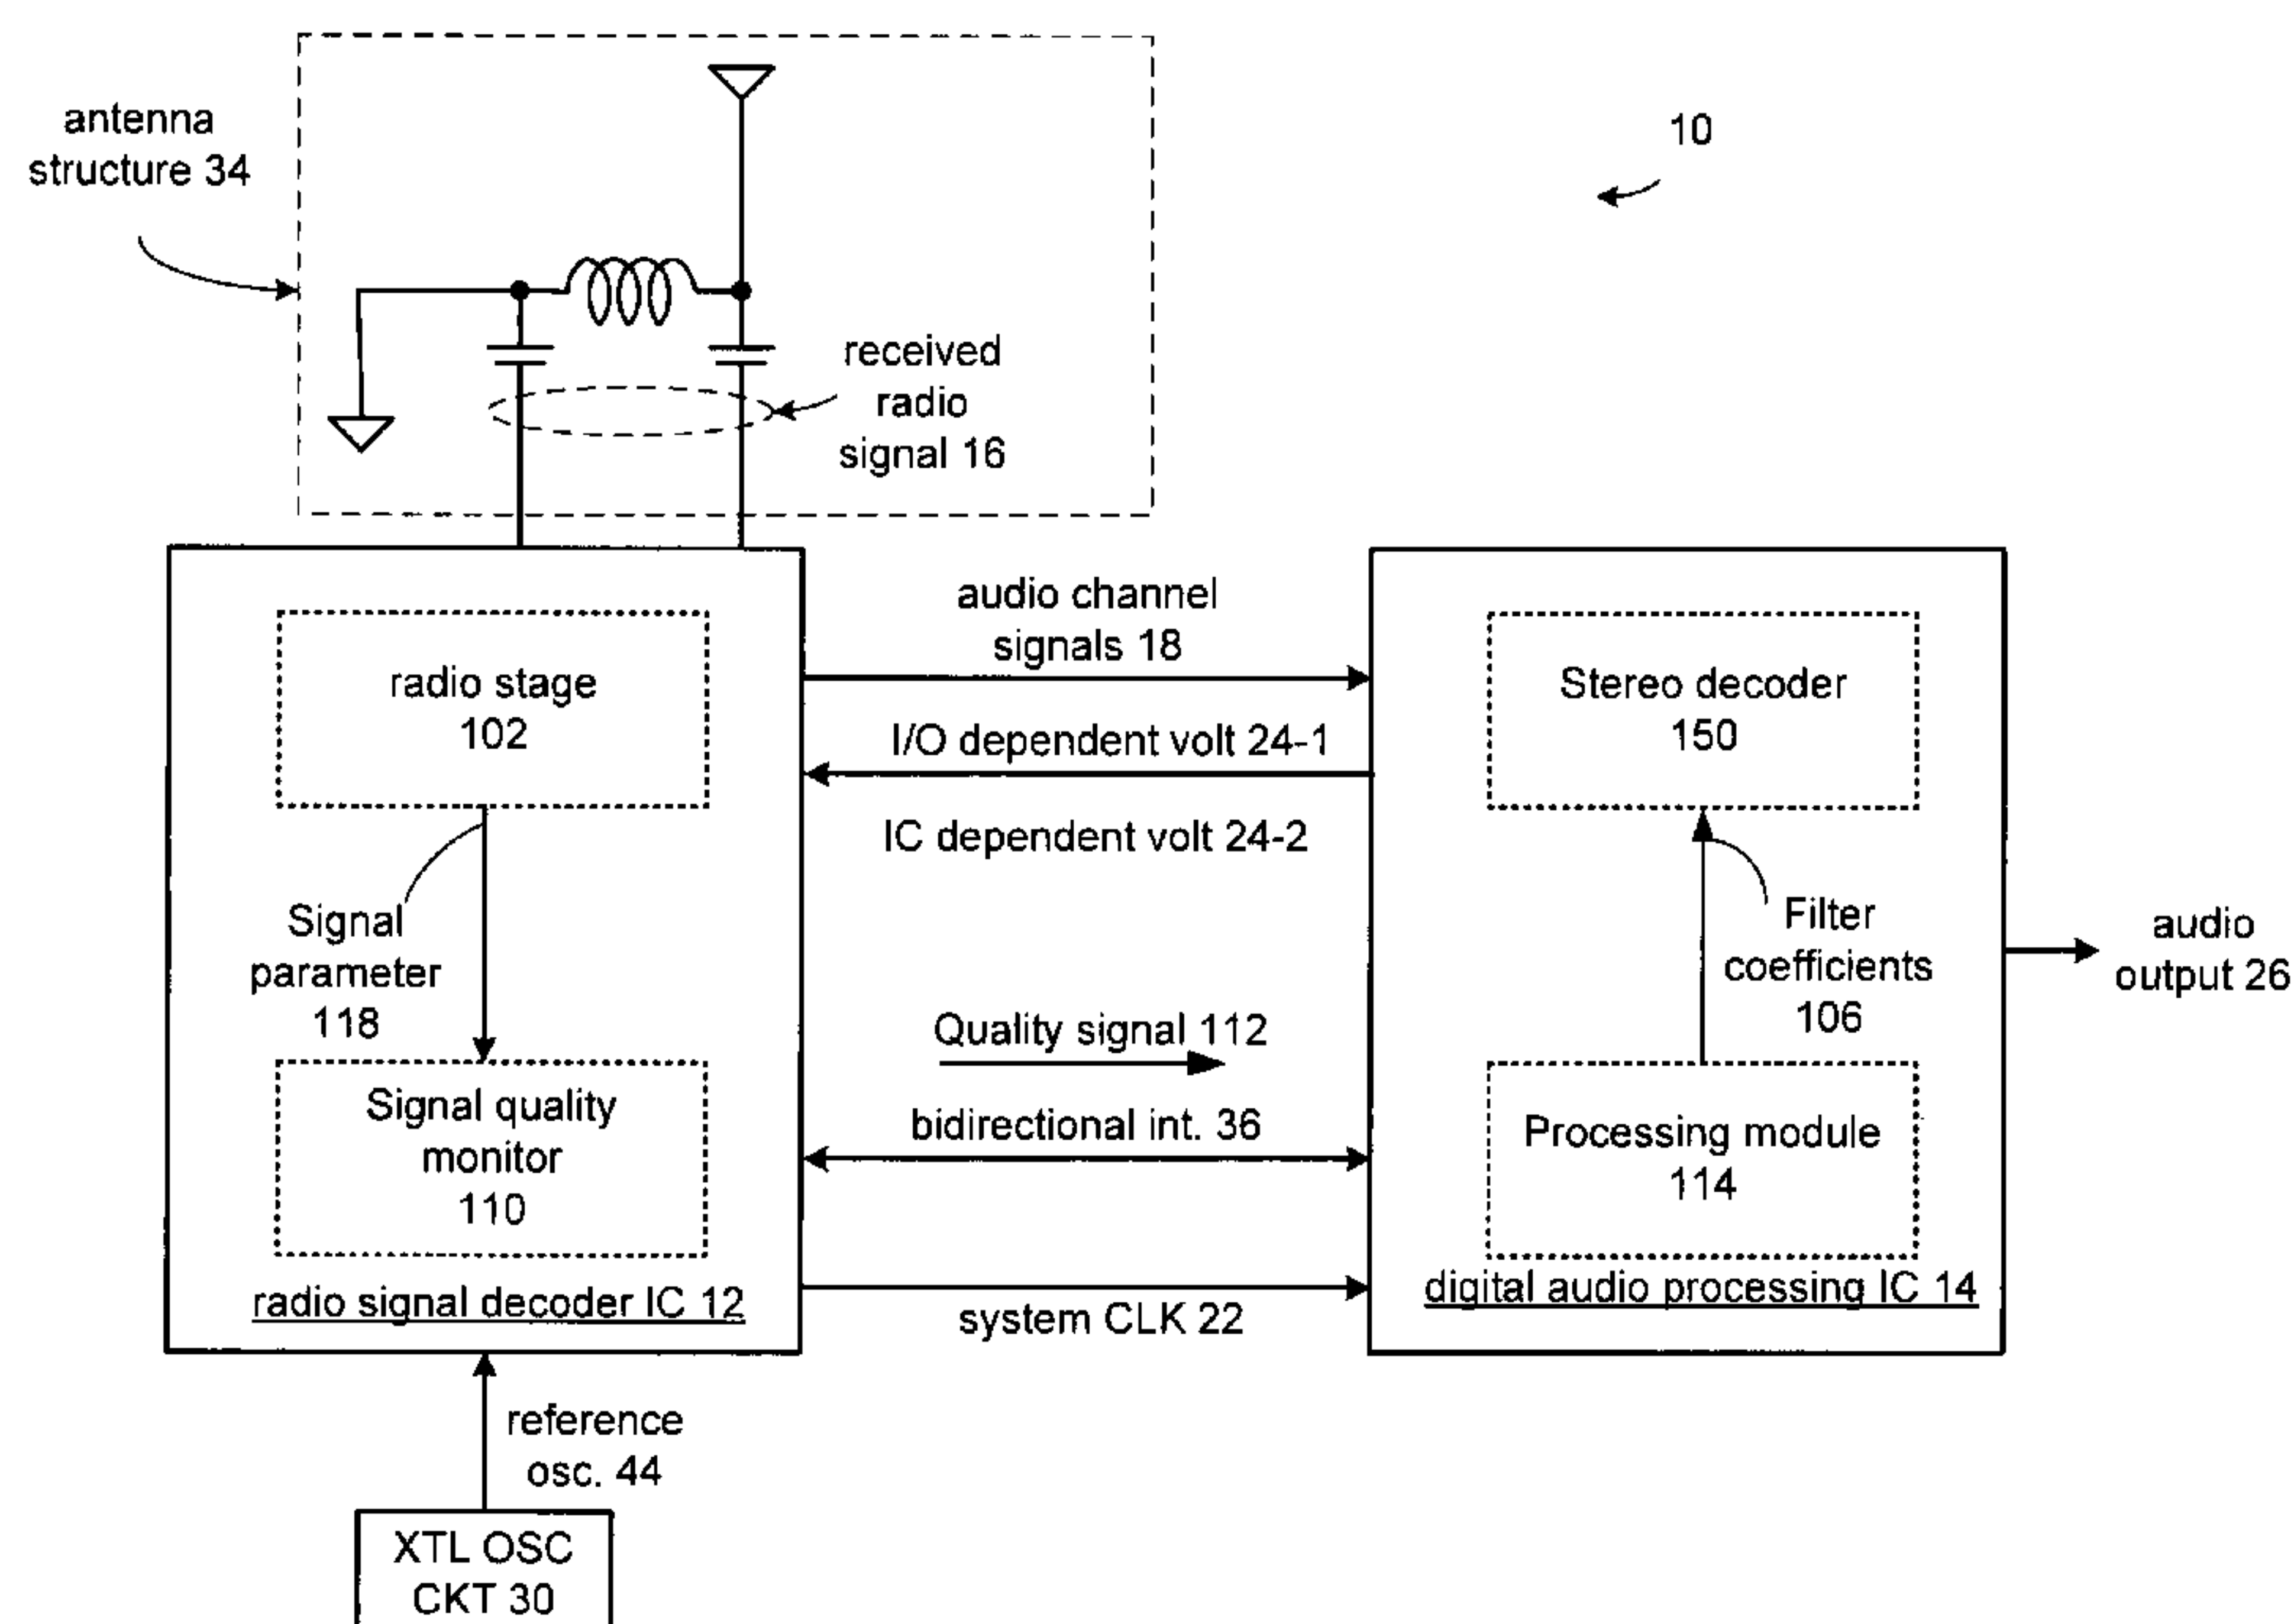 antenna
structure 34
10
received
radio
signal 16
radio stage
102
Signal
parameter
118
Signal quality
monitor
110
radio signal decoder IC 12
audio channel
signals 18
I/O dependent volt 24-1
IC dependent volt 24-2
Quality signal 112
bidirectional int. 36
system CLK 22
Stereo decoder
150
Filter
coefficients
106
Processing module
114
digital audio processing IC 14
audio
output 26
reference
osc. 44
XTL OSC
CKT 30